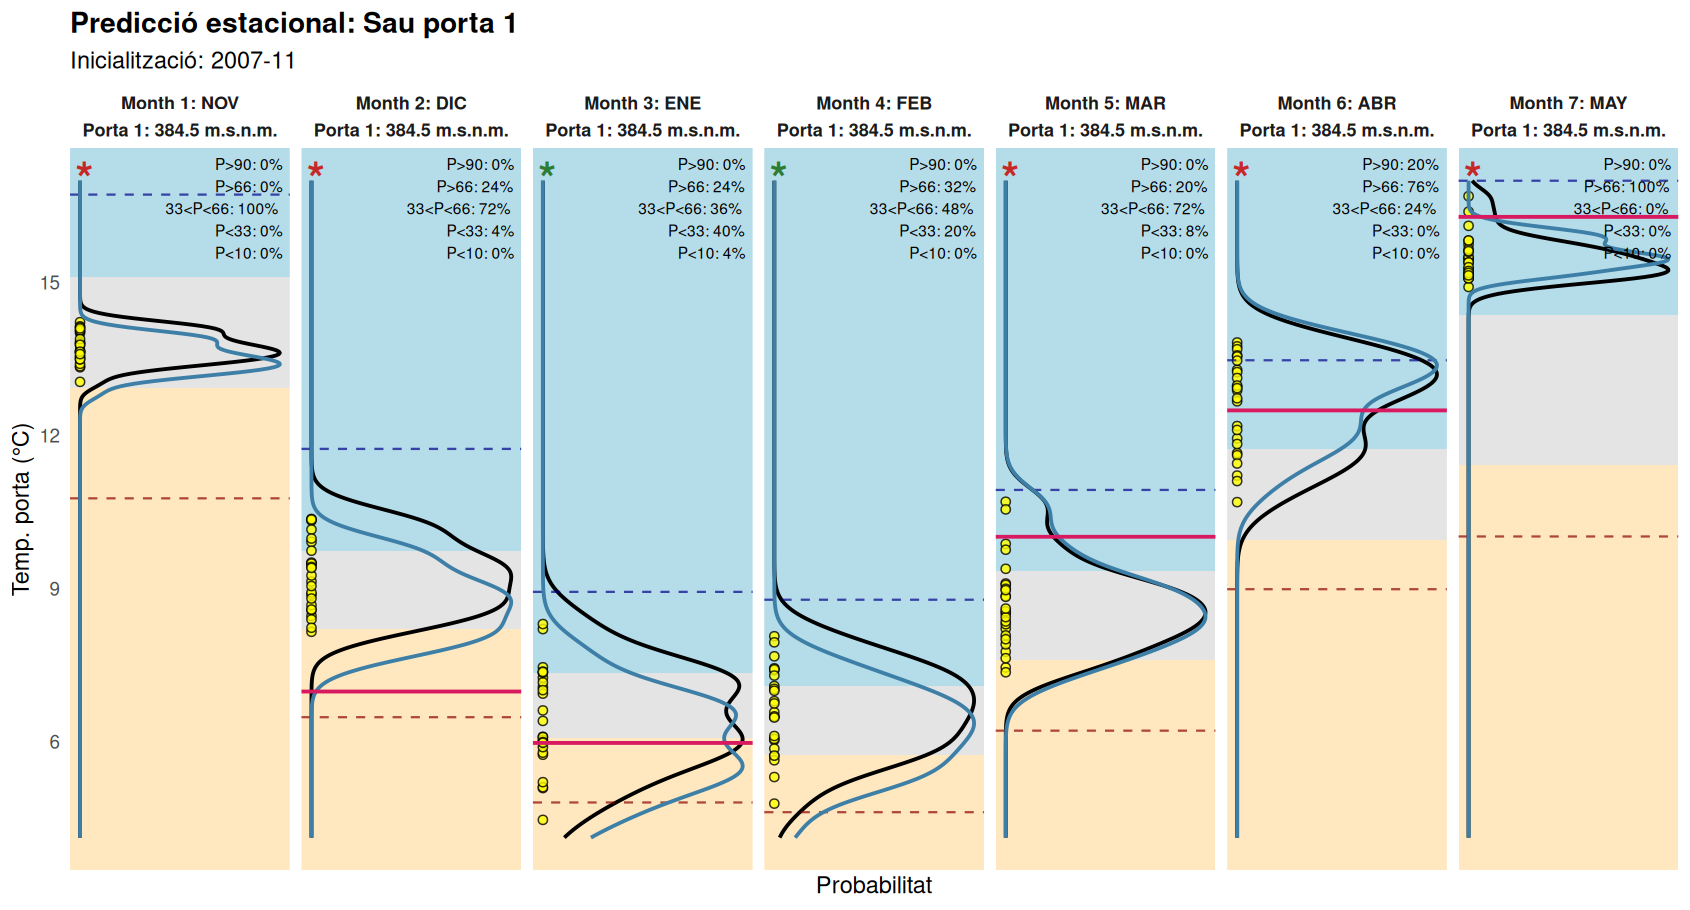 Predicció estacional: Sau porta 1
Inicialització: 2007-11
Month 1: NOV
Porta 1: 384.5 m.s.n.m.
Month 2: DIC
Porta 1: 384.5 m.s.n.m.
Month 3: ENE
Porta 1: 384.5 m.s.n.m.
Month 4: FEB
Porta 1: 384.5 m.s.n.m.
Month 5: MAR
Porta 1: 384.5 m.s.n.m.
Month 6: ABR
Porta 1: 384.5 m.s.n.m.
Month 7: MAY
Porta 1: 384.5 m.s.n.m.
*
P>90: 0%
P>66: 0%
33<P<66: 100%
P<33: 0%
P<10: 0%
*
P>90: 0%
P>66: 24%
33<P<66: 72%
P<33: 4%
P<10: 0%
*
P>90: 0%
P>66: 24%
33<P<66: 36%
P<33: 40%
P<10: 4%
*
P>90: 0%
P>66: 32%
33<P<66: 48%
P<33: 20%
P<10: 0%
*
P>90: 0%
P>66: 20%
33<P<66: 72%
P<33: 8%
P<10: 0%
*
P>90: 20%
P>66: 76%
33<P<66: 24%
P<33: 0%
P<10: 0%
*
P>90: 0%
P>66: 100%
33<P<66: 0%
P<33: 0%
P<10: 0%
15
12
9
6
Temp. porta (°C)
Probabilitat